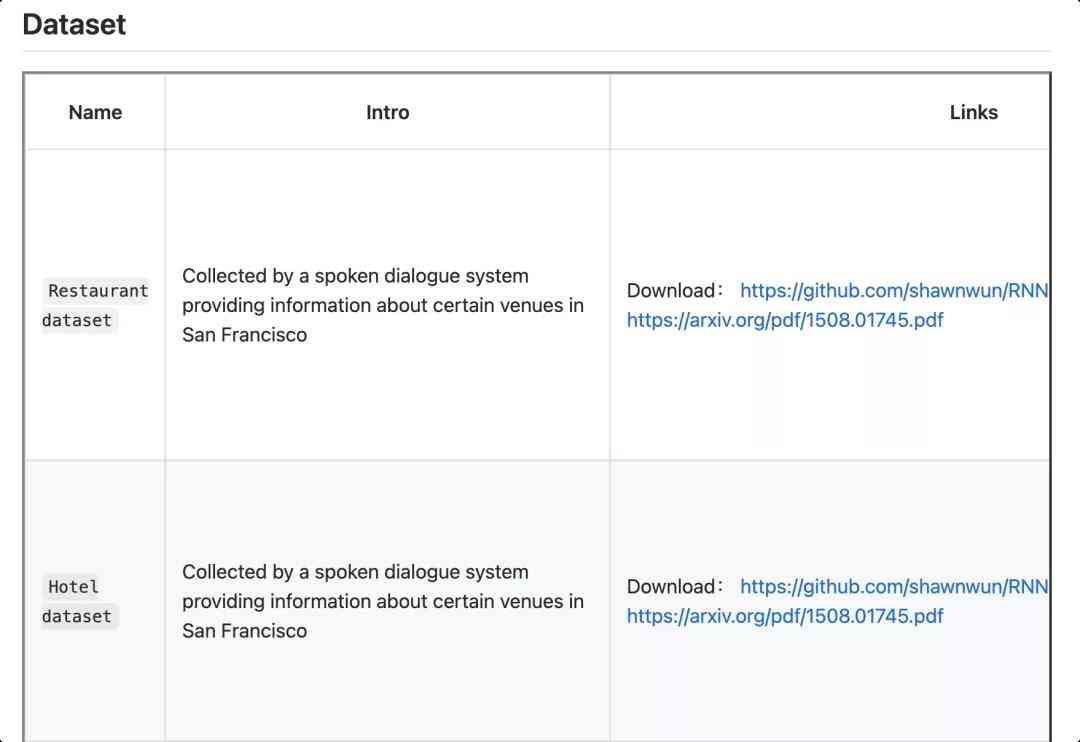 Dataset
Name
Intro
Links
Restaurant
dataset
Collected by a spoken dialogue system
providing information about certain venues in
San Francisco
Download： https://github.com/shawnwun/RNN
https://arxiv.org/pdf/1508.01745.pdf
Hotel
dataset
Collected by a spoken dialogue system
providing information about certain venues in
San Francisco
Download： https://github.com/shawnwun/RNN
https://arxiv.org/pdf/1508.01745.pdf